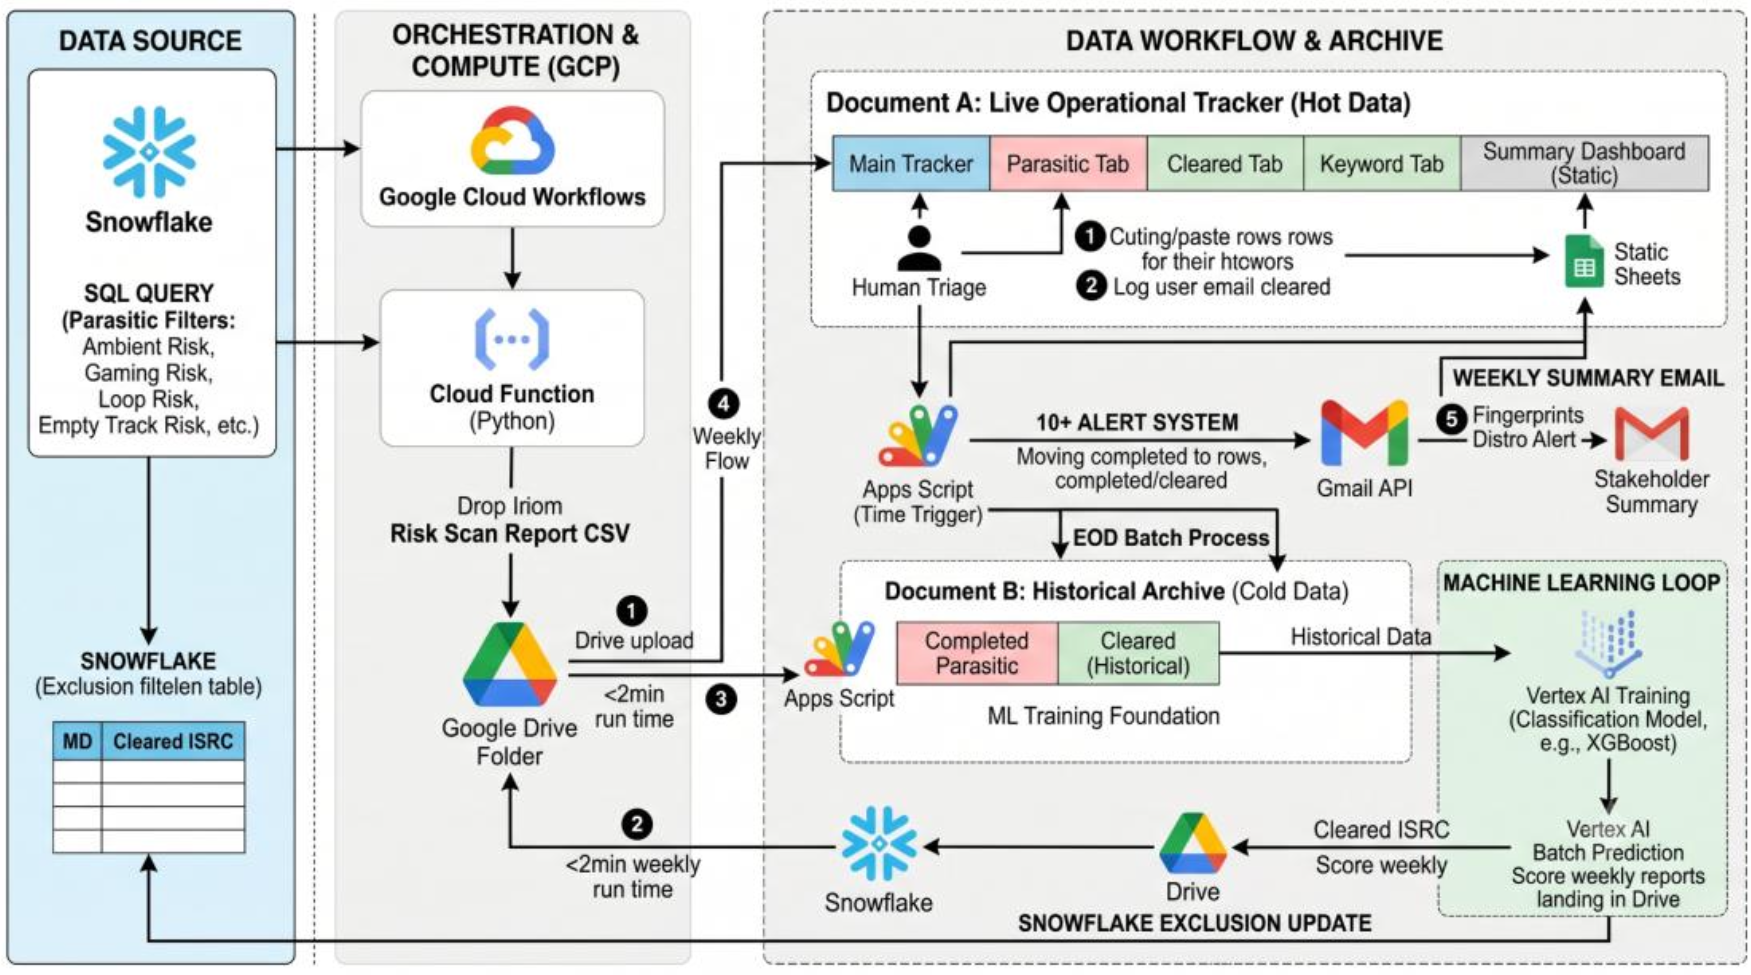 DATA SOURCE
Snowflake
SQL QUERY
(Parasitic Filters:
Ambient Risk,
Gaming Risk,
Loop Risk,
Empty Track Risk, etc.)
SNOWFLAKE
(Exclusion filtelen table)
MD
Cleared ISRC
ORCHESTRATION &
COMPUTE (GCP)
Google Cloud Workflows
Cloud Function
(Python)
Drop Iriom
Risk Scan Report CSV
Google Drive
Folder
1
Drive upload
<2min
run time
3
4
Weekly
Flow
2
<2min weekly
run time
DATA WORKFLOW & ARCHIVE
Document A: Live Operational Tracker (Hot Data)
Main Tracker
Parasitic Tab
Cleared Tab
Keyword Tab
Summary Dashboard
(Static)
Human Triage
1 Cuting/paste rows rows
for their htcwors
2 Log user email cleared
Static
Sheets
Apps Script
(Time Trigger)
10+ ALERT SYSTEM
Moving completed to rows,
completed/cleared
Gmail API
WEEKLY SUMMARY EMAIL
5 Fingerprints
Distro Alert
Stakeholder
Summary
EOD Batch Process
Document B: Historical Archive (Cold Data)
Apps Script
Completed
Parasitic
Cleared
(Historical)
ML Training Foundation
Historical Data
MACHINE LEARNING LOOP
Vertex AI Training
(Classification Model,
e.g., XGBoost)
Vertex AI
Batch Prediction
Score weekly reports
landing in Drive
Cleared ISRC
Score weekly
Drive
Snowflake
SNOWFLAKE EXCLUSION UPDATE